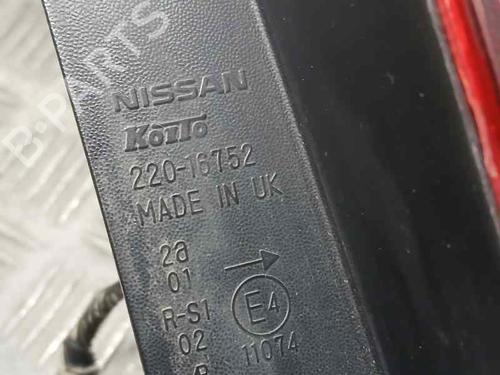 B-PARTS
NISSAN
KOITO
220-16752
MADE IN UK
2a
01
R-S1
02
E4
11074